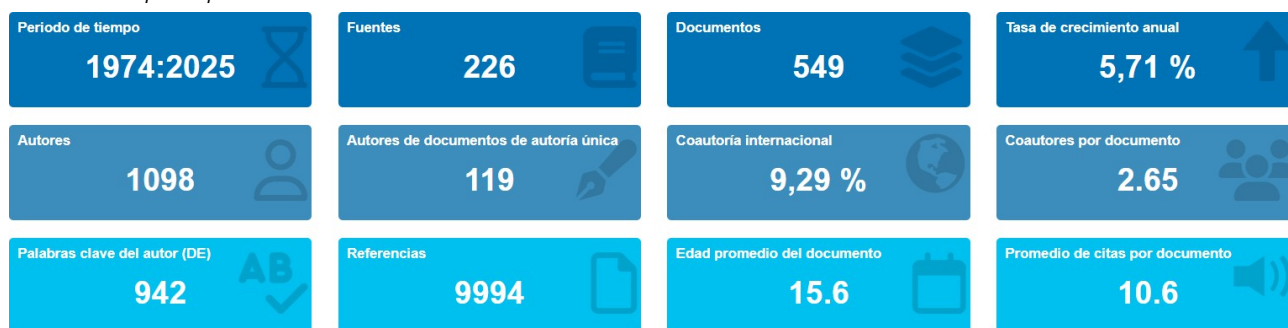 Periodo de tiempo
1974:2025
Fuentes
226
Documentos
549
Tasa de crecimiento anual
5,71 %
Autores
1098
Autores de documentos de autoría única
119
Coautoría internacional
9,29 %
Coautores por documento
2.65
Palabras clave del autor (DE)
942
AB
Referencias
9994
Edad promedio del documento
15.6
Promedio de citas por documento
10.6